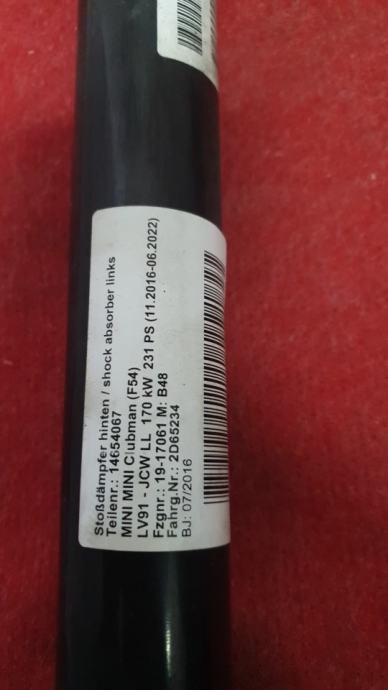 Stoßdämpfer hinten / shock absorber links
Teilenr.: 14654067
MINI MINI Clubman (F54)
LV91 - JCW LL 170 kW 231 PS (11.2016-06.2022)
Fzgnr.: 19-17061 M: B48
Fahrg.Nr.: 2D65234
BJ: 07/2016